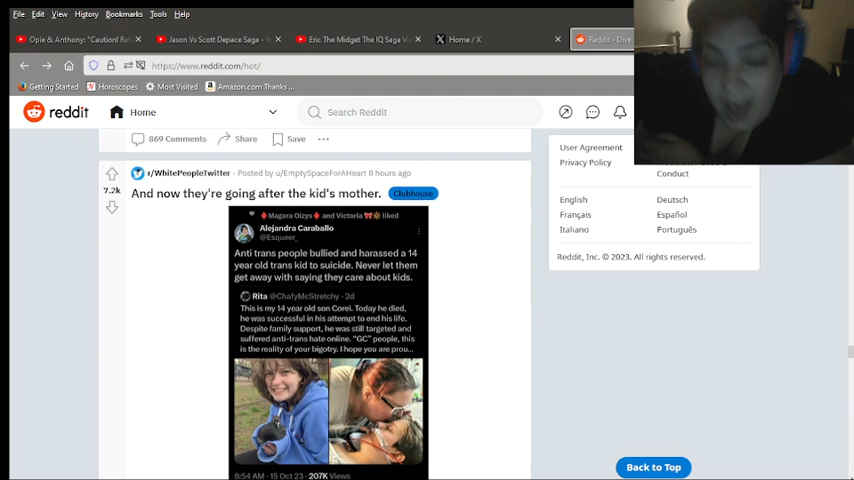 File Edit View History Bookmarks Tools Help
Opie & Anthony: "Caution! Ret
Jason Vs Scott Depace Saga - Yo
Eric The Midget The IQ Saga Vi
Home / X
Reddit - Dive
https://www.reddit.com/hot/
Getting Started Horoscopes Most Visited Amazon.com Thanks ...
reddit Home Search Reddit
869 Comments Share Save ...
User Agreement
Privacy Policy
Conduct
English Deutsch
Français Español
Italiano Português
Reddit, Inc. © 2023. All rights reserved.
r/WhitePeopleTwitter · Posted by u/EmptySpaceForAHeart 8 hours ago
7.2k
And now they're going after the kid's mother. Clubhouse
Magara Oizys and Victoria liked
Alejandra Caraballo
@Esqueer_
Anti trans people bullied and harassed a 14
year old trans kid to suicide. Never let them
get away with saying they care about kids.
Rita @ChafyMcStretchy · 2d
This is my 14 year old son Corei. Today he died,
he was successful in his attempt to end his life.
Despite family support, he was still targeted and
suffered anti-trans hate online. "GC" people, this
is the reality of your bigotry. I hope you are prou...
8:54 AM · 15 Oct 23 · 207K Views
Back to Top